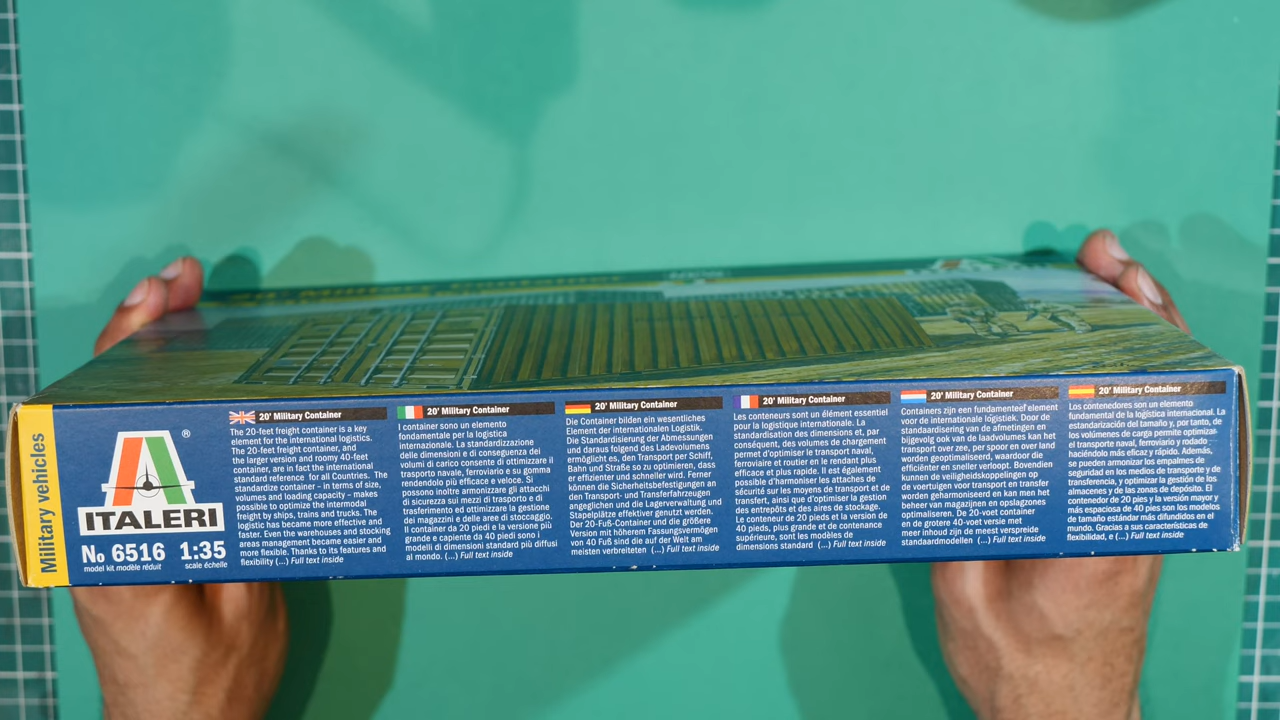 Military vehicles
ITALERI
®
No 6516
model kit modèle réduit
1:35
scale échelle
20' Military Container
The 20-feet freight container is a key
element for the international logistics.
The 20-feet freight container, and
the larger version and roomy 40-feet
container, are in fact the international
standard reference for all Countries. The
standardize container – in terms of size,
volumes and loading capacity – makes
possible to optimize the intermodal
freight by ships, trains and trucks. The
logistic has became more effective and
faster. Even the warehouses and stocking
areas management became easier and
more flexible. Thanks to its features and
flexibility (...) Full text inside
20' Military Container
I container sono un elemento
fondamentale per la logistica
internazionale. La standardizzazione
delle dimensioni e di conseguenza dei
volumi di carico consente di ottimizzare il
trasporto navale, ferroviario e su gomma
rendendolo più efficace e veloce. Si
possono inoltre armonizzare gli attacchi
di sicurezza sui mezzi di trasporto e di
trasferimento ed ottimizzare la gestione
dei magazzini e delle aree di stoccaggio.
Il container da 20 piedi e la versione più
grande e capiente da 40 piedi sono i
modelli di dimensioni standard più diffusi
al mondo. (...) Full text inside
20' Military Container
Die Container bilden ein wesentliches
Element der internationalen Logistik.
Die Standardisierung der Abmessungen
und daraus folgend des Ladevolumens
ermöglicht es, den Transport per Schiff,
Bahn und Straße so zu optimieren, dass
er effizienter und schneller wird. Ferner
können die Sicherheitsbefestigungen an
den Transport- und Transferfahrzeugen
angeglichen und die Lagerverwaltung und
Stapelplätze effektiver genutzt werden.
Der 20-Fuß-Container und die größere
Version mit höherem Fassungsvermögen
von 40 Fuß sind die auf der Welt am
meisten verbreiteten (...) Full text inside
20' Military Container
Les conteneurs sont un élément essentiel
pour la logistique internationale. La
standardisation des dimensions et, par
conséquent, des volumes de chargement
permet d'optimiser le transport naval,
ferroviaire et routier en le rendant plus
efficace et plus rapide. Il est également
possible d'harmoniser les attaches de
sécurité sur les moyens de transport et de
transfert, ainsi que d'optimiser la gestion
des entrepôts et des aires de stockage.
Le conteneur de 20 pieds et la version de
40 pieds, plus grande et de contenance
supérieure, sont les modèles de
dimensions standard (...) Full text inside
20' Military Container
Containers zijn een fundamenteef element
voor de internationale logistiek. Door de
standaardisering van de afmetingen en
bijgevolg ook van de laadvolumes kan het
transport over zee, per spoor en over land
worden geoptimaliseerd, waardoor die
efficiënter en sneller verloopt. Bovendien
kunnen de veiligheidskoppelingen op
de voertuigen voor transport en transfer
worden geharmoniseerd en kan men het
beheer van magazijnen en opslagzones
optimaliseren. De 20-voet container
en de grotere 40-voet versie met
meer inhoud zijn de meest verspreide
standaardmodellen (...) Full text inside
20' Military Container
Los contenedores son un elemento
fundamental de la logística internacional. La
estandarización del tamaño y, por tanto, de
los volúmenes de carga permite optimizar
el transporte naval, ferroviario y rodado
haciéndolo más eficaz y rápido. Además,
se pueden armonizar los empalmes de
seguridad en los medios de transporte y de
transferencia, y optimizar la gestión de los
almacenes y de las zonas de depósito. El
contenedor de 20 pies y la versión mayor y
más espaciosa de 40 pies son los modelos
de tamaño estándar más difundidos en el
mundo. Gracias a sus características de
flexibilidad, e (...) Full text inside